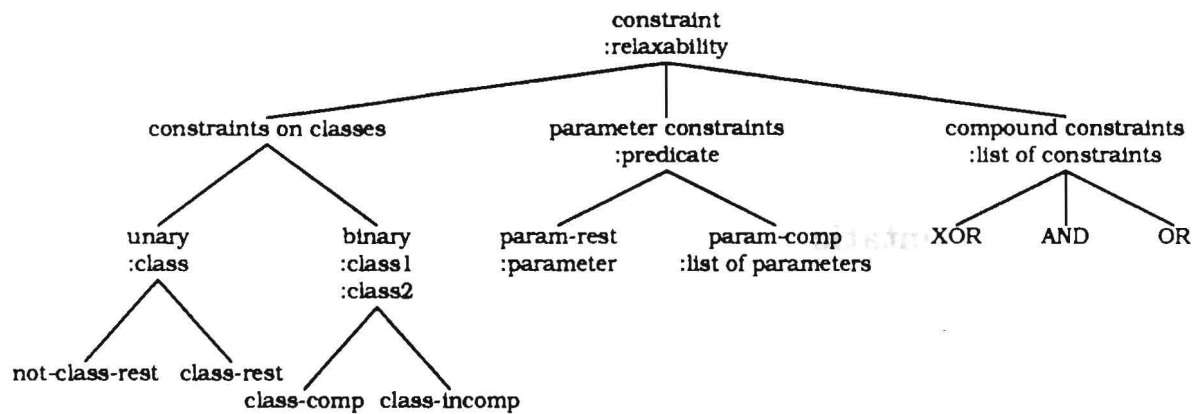 constraint
:relaxability
constraints on classes
parameter constraints
:predicate
compound constraints
:list of constraints
unary
:class
binary
:class1
:class2
param-rest
:parameter
param-comp
:list of parameters
XOR
AND
OR
not-class-rest
class-rest
class-comp
class-incomp